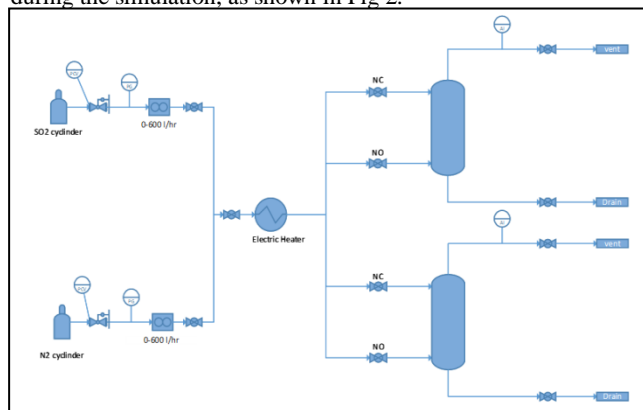 during the simulation, as shown in Fig 2.
NC
vent
SO2 cydinder
0-600 l/hr
NO
Electric Heater
Drain
vent
NC
N2 cydinder
0-600 l/hr
NO
Drain